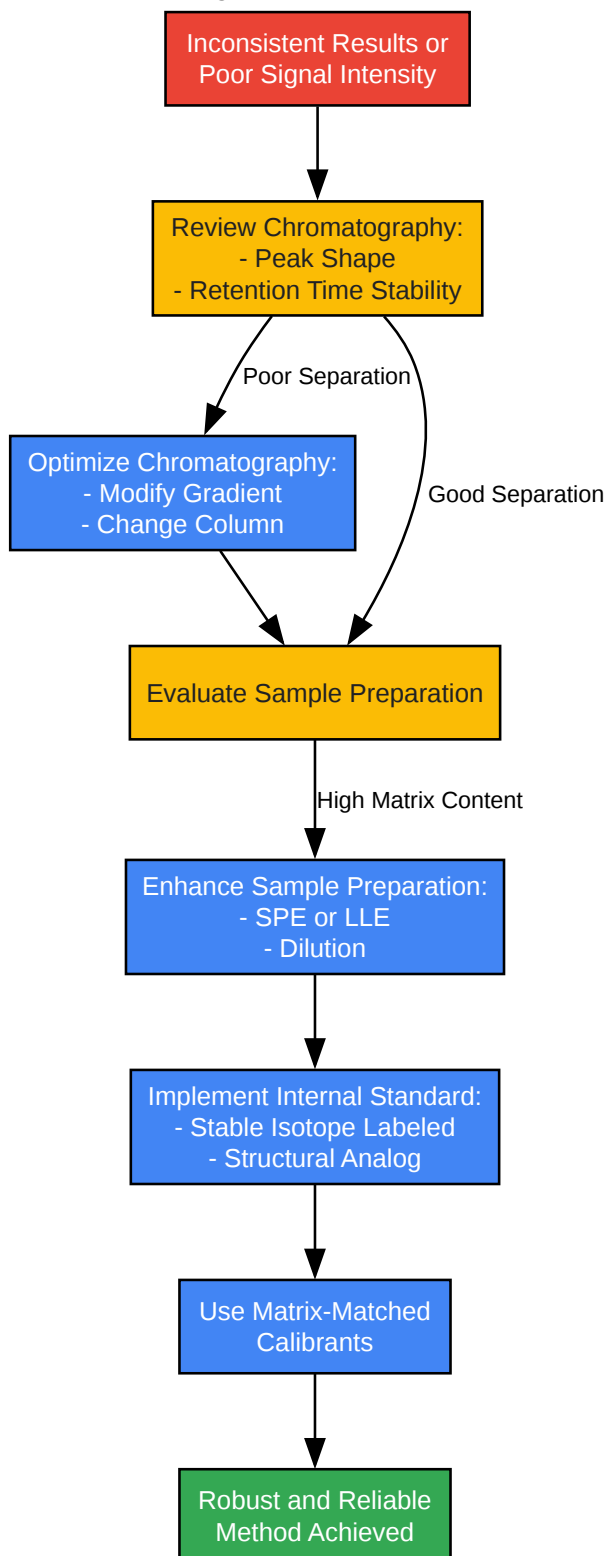 Inconsistent Results or
Poor Signal Intensity
Review Chromatography:
- Peak Shape
- Retention Time Stability
Poor Separation
Optimize Chromatography:
- Modify Gradient
- Change Column
Good Separation
Evaluate Sample Preparation
High Matrix Content
Enhance Sample Preparation:
- SPE or LLE
- Dilution
Implement Internal Standard:
- Stable Isotope Labeled
- Structural Analog
Use Matrix-Matched
Calibrants
Robust and Reliable
Method Achieved